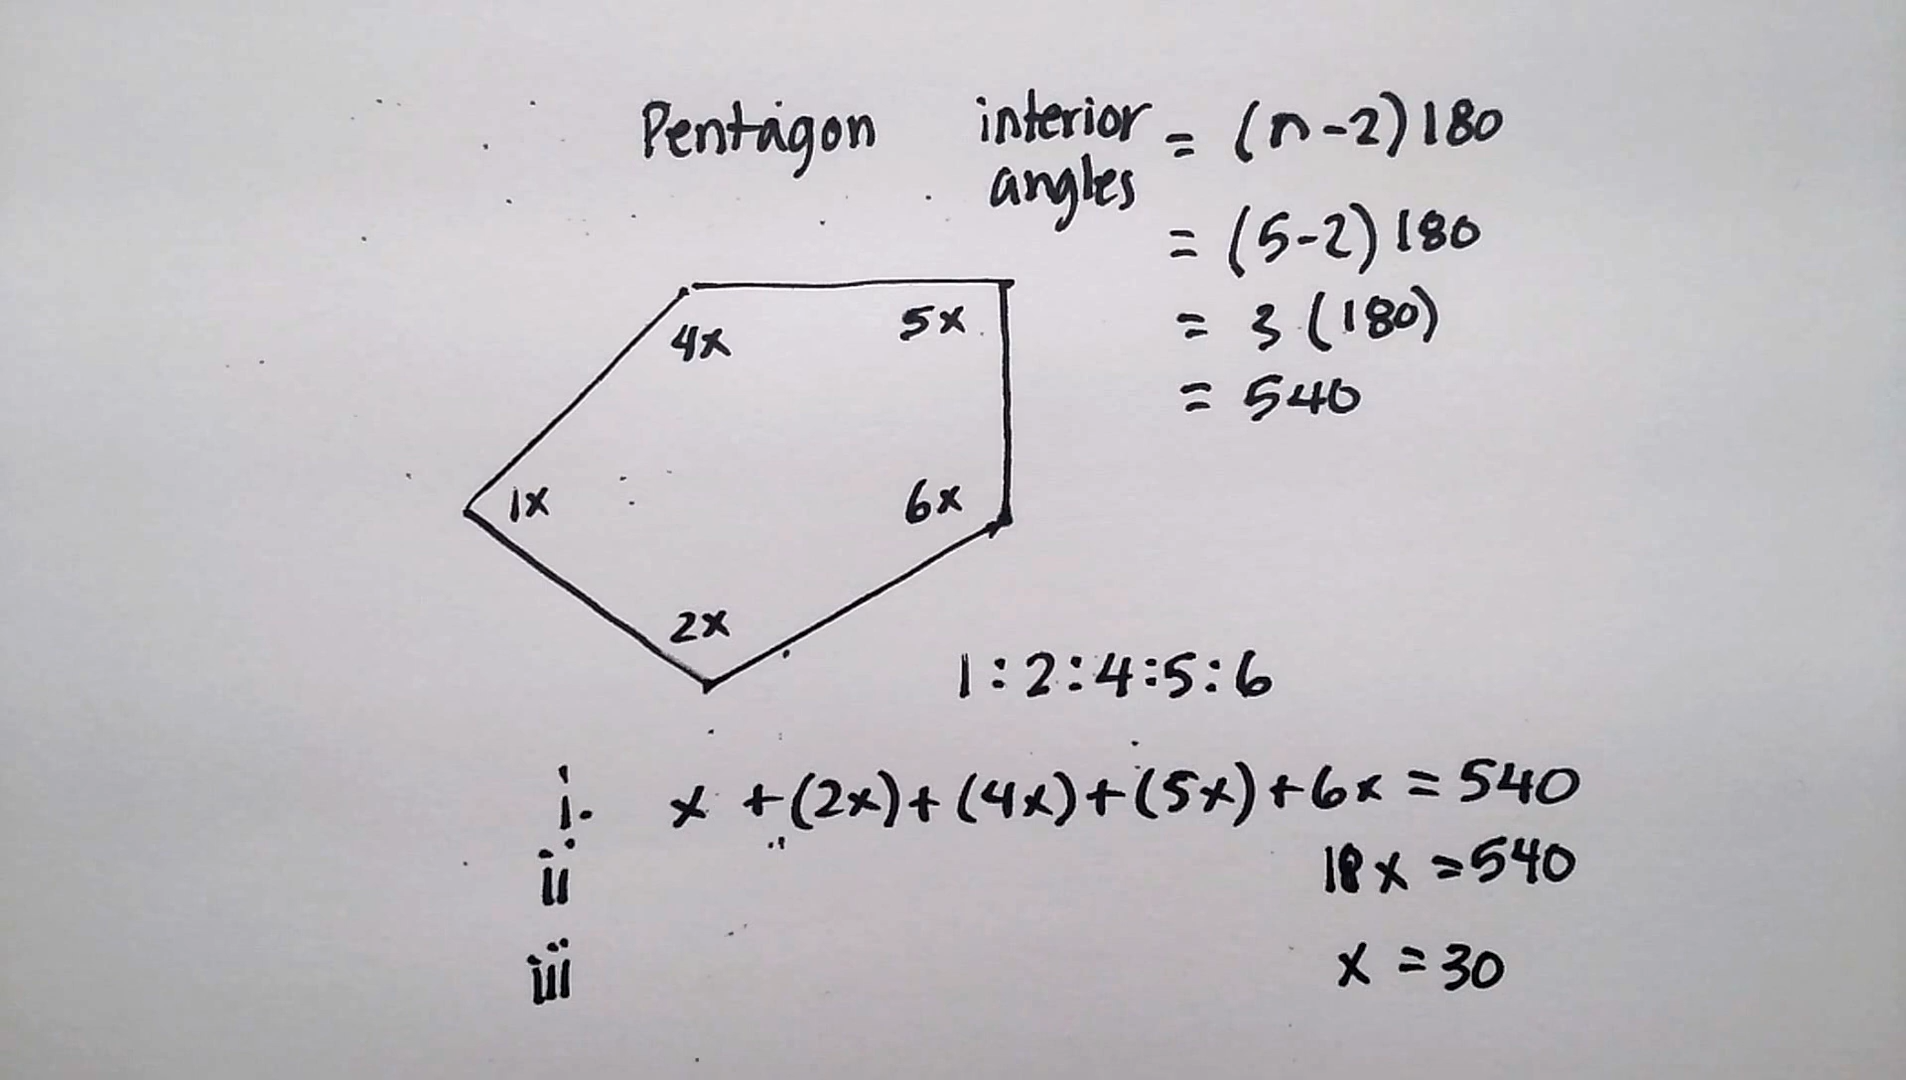 Pentagon interior angles = (n-2)180
= (5-2)180
= 3(180)
= 540
4x 5x
1x 6x
2x
1:2:4:5:6
i. x + (2x) + (4x) + (5x) + 6x = 540
ii 18x = 540
iii x = 30